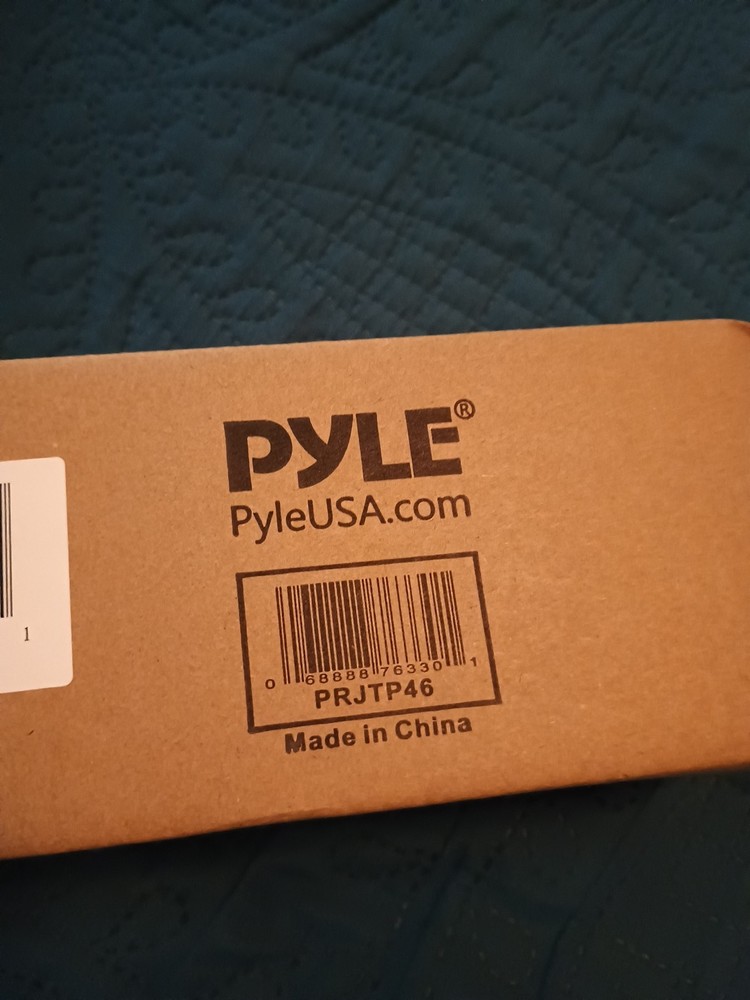 PYLE®
PyleUSA.com
1
0 68888 76330 1
PRJTP46
Made in China